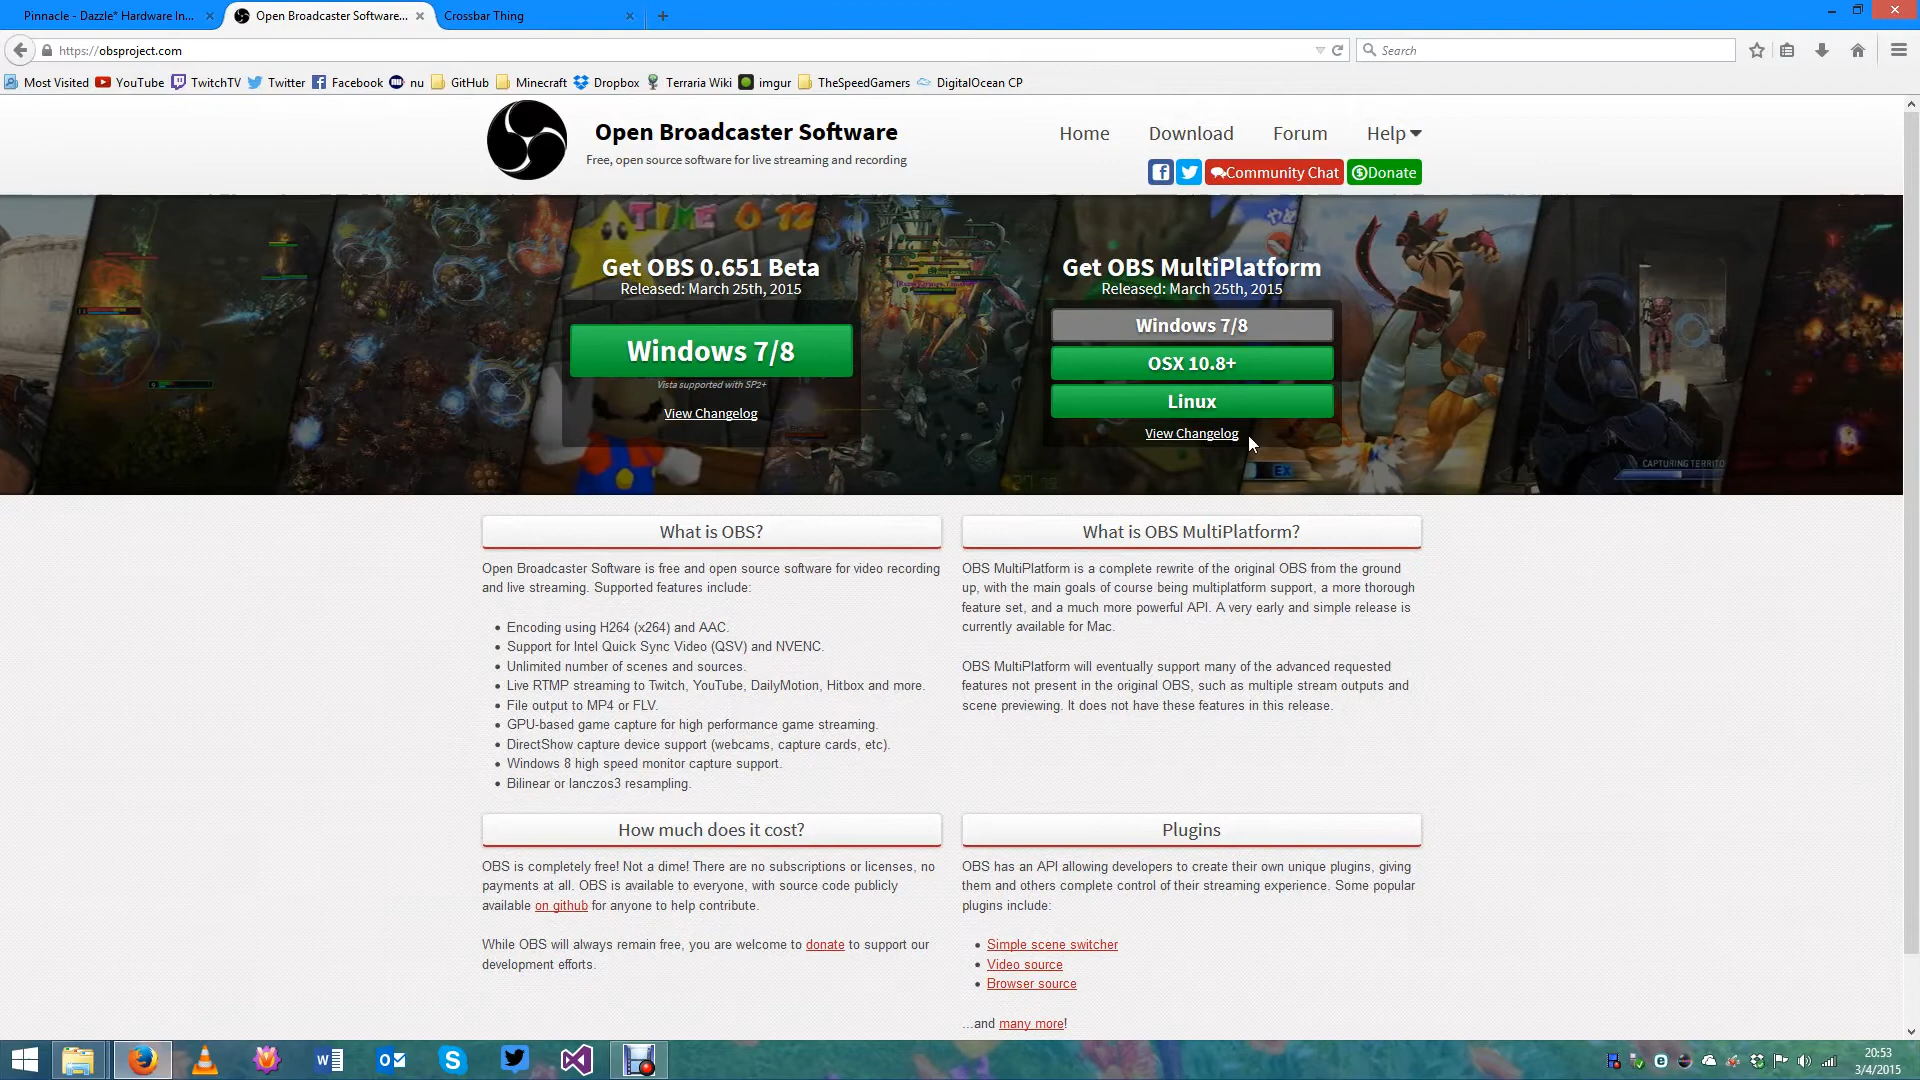 Pinnacle - Dazzle* Hardware In...
Open Broadcaster Software...
Crossbar Thing
https://obsproject.com
Search
Most Visited
YouTube
TwitchTV
Twitter
Facebook
nu
GitHub
Minecraft
Dropbox
Terraria Wiki
imgur
TheSpeedGamers
DigitalOcean CP
Open Broadcaster Software
Free, open source software for live streaming and recording
Home
Download
Forum
Help
Community Chat
Donate
TIME 0'12
Get OBS 0.651 Beta
Released: March 25th, 2015
Windows 7/8
Vista supported with SP2+
View Changelog
Get OBS MultiPlatform
Released: March 25th, 2015
Windows 7/8
OSX 10.8+
Linux
View Changelog
EX
CAPTURING TERRITO
What is OBS?
Open Broadcaster Software is free and open source software for video recording
and live streaming. Supported features include:
• Encoding using H264 (x264) and AAC.
• Support for Intel Quick Sync Video (QSV) and NVENC.
• Unlimited number of scenes and sources.
• Live RTMP streaming to Twitch, YouTube, DailyMotion, Hitbox and more.
• File output to MP4 or FLV.
• GPU-based game capture for high performance game streaming.
• DirectShow capture device support (webcams, capture cards, etc).
• Windows 8 high speed monitor capture support.
• Bilinear or lanczos3 resampling.
What is OBS MultiPlatform?
OBS MultiPlatform is a complete rewrite of the original OBS from the ground
up, with the main goals of course being multiplatform support, a more thorough
feature set, and a much more powerful API. A very early and simple release is
currently available for Mac.
OBS MultiPlatform will eventually support many of the advanced requested
features not present in the original OBS, such as multiple stream outputs and
scene previewing. It does not have these features in this release.
How much does it cost?
OBS is completely free! Not a dime! There are no subscriptions or licenses, no
payments at all. OBS is available to everyone, with source code publicly
available on github for anyone to help contribute.
While OBS will always remain free, you are welcome to donate to support our
development efforts.
Plugins
OBS has an API allowing developers to create their own unique plugins, giving
them and others complete control of their streaming experience. Some popular
plugins include:
• Simple scene switcher
• Video source
• Browser source
...and many more!
20:53
3/4/2015